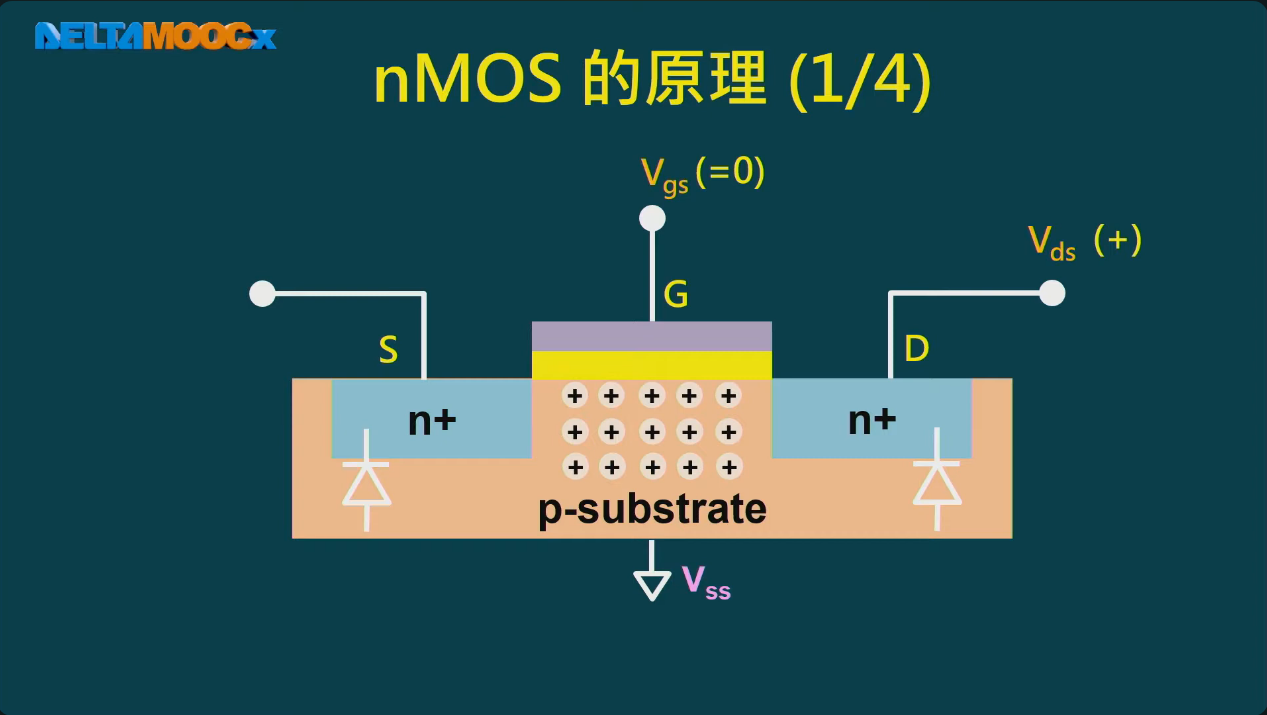 DELTAMOOCx
nMOS 的原理 (1/4)
Vgs (=0)
Vds (+)
G
S
D
n+
n+
+ + + + +
+ + + + +
+ + + + +
p-substrate
Vss